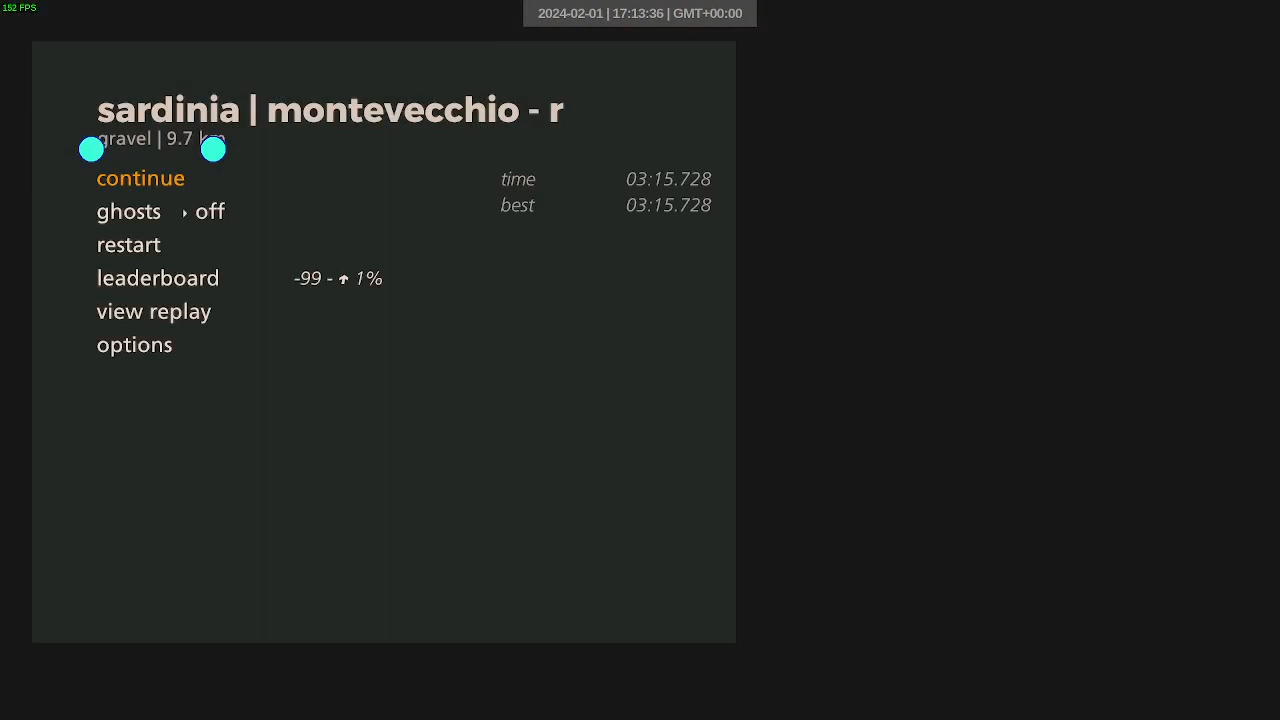 152 FPS
2024-02-01 | 17:13:36 | GMT+00:00
sardinia | montevecchio - r
gravel | 9.7 km
continue
time 03:15.728
ghosts ‣ off
best 03:15.728
restart
leaderboard -99 - ↑ 1%
view replay
options